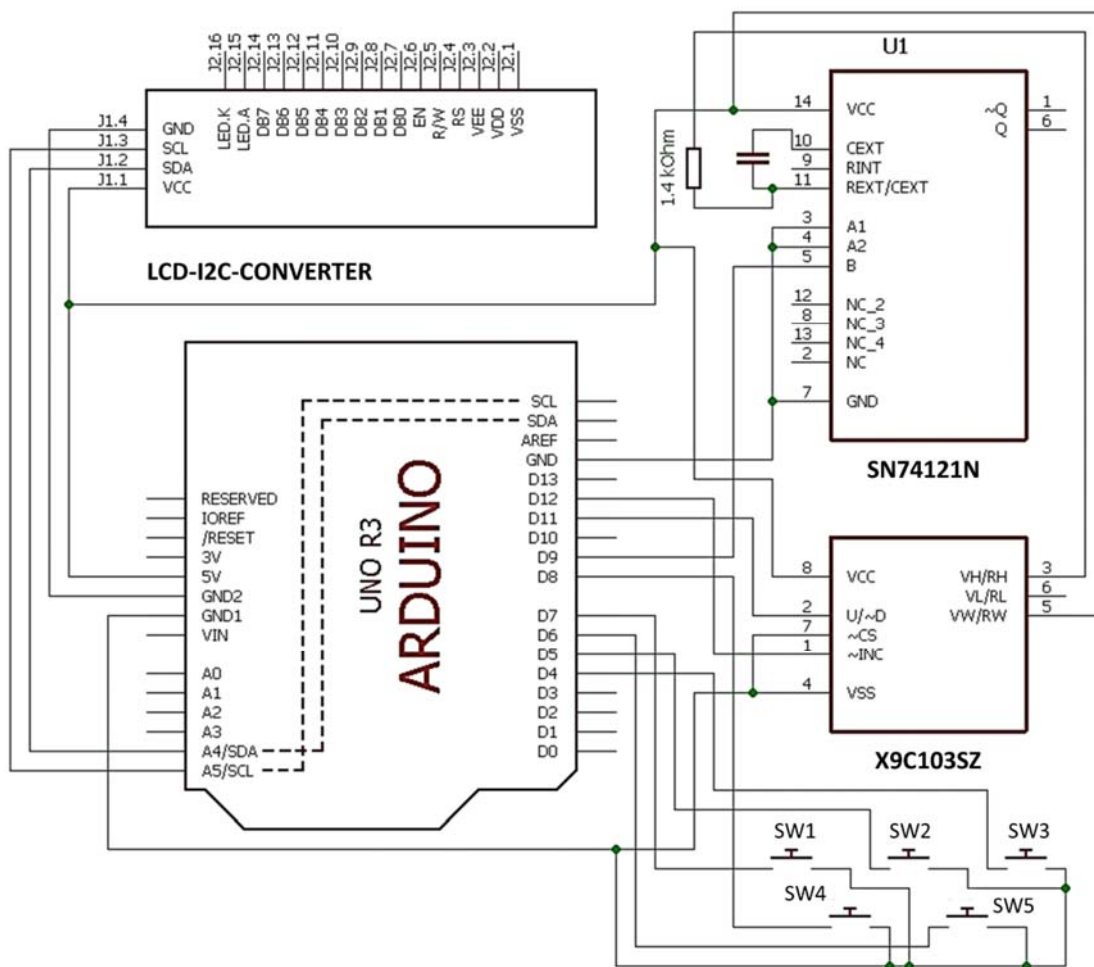 J2.16
J2.15
J2.14
J2.13
J2.12
J2.11
J2.10
J2.9
J2.8
J2.7
J2.6
J2.5
J2.4
J2.3
J2.2
J2.1
LED.K
LED.A
DB7
DB6
DB5
DB4
DB3
DB2
DB1
DB0
EN
R/W
RS
VEE
VDD
VSS
J1.4 GND
J1.3 SCL
J1.2 SDA
J1.1 VCC
LCD-I2C-CONVERTER
U1
14 VCC
10 CEXT
9 RINT
11 REXT/CEXT
3 A1
4 A2
5 B
12 NC_2
8 NC_3
13 NC_4
2 NC
7 GND
~Q 1
Q 6
1.4 kOhm
SN74121N
RESERVED
IOREF
/RESET
3V
5V
GND2
GND1
VIN
A0
A1
A2
A3
A4/SDA
A5/SCL
UNO R3
ARDUINO
SCL
SDA
AREF
GND
D13
D12
D11
D10
D9
D8
D7
D6
D5
D4
D3
D2
D1
D0
8 VCC
2 U/~D
7 ~CS
1 ~INC
4 VSS
VH/RH 3
VL/RL 6
VW/RW 5
X9C103SZ
SW1
SW2
SW3
SW4
SW5